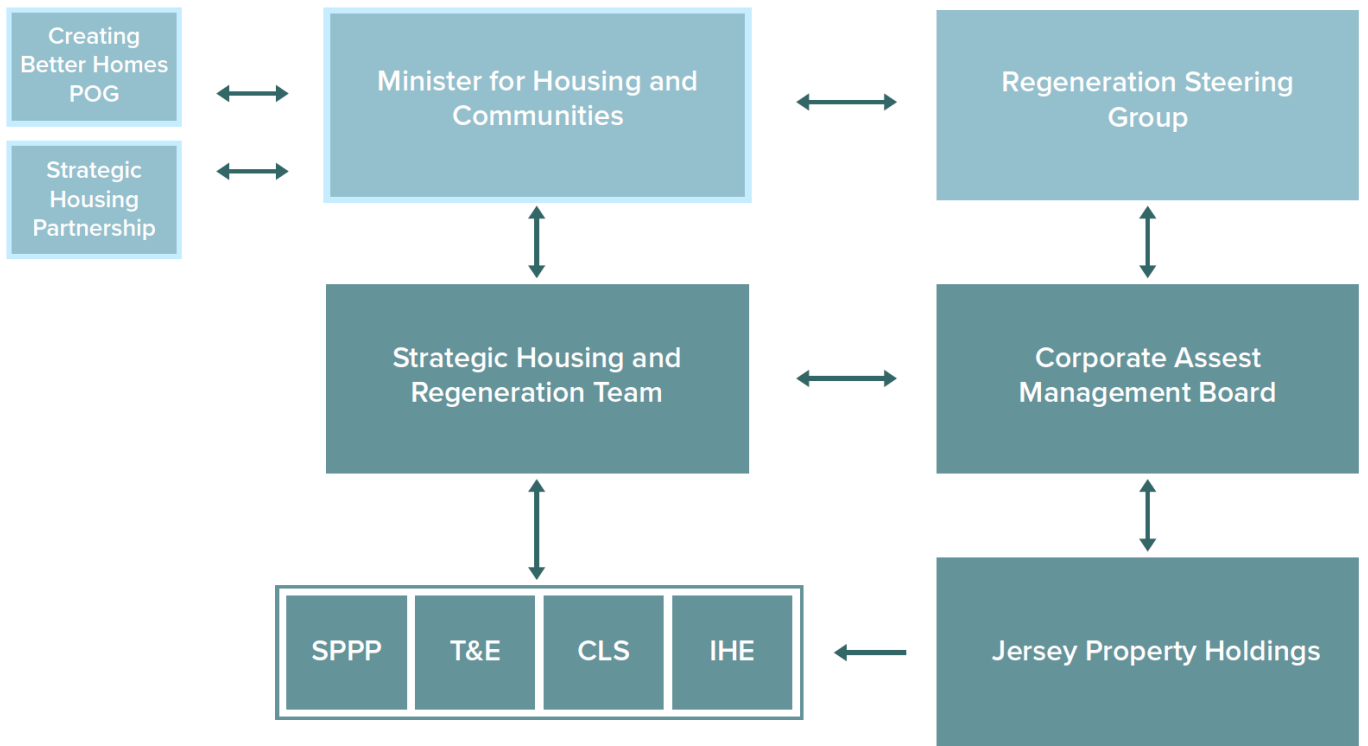 Creating
Better Homes
POG
Minister for Housing and
Communities
Regeneration Steering
Group
Strategic
Housing
Partnership
Strategic Housing and
Regeneration Team
Corporate Assest
Management Board
SPPP
T&E
CLS
IHE
Jersey Property Holdings